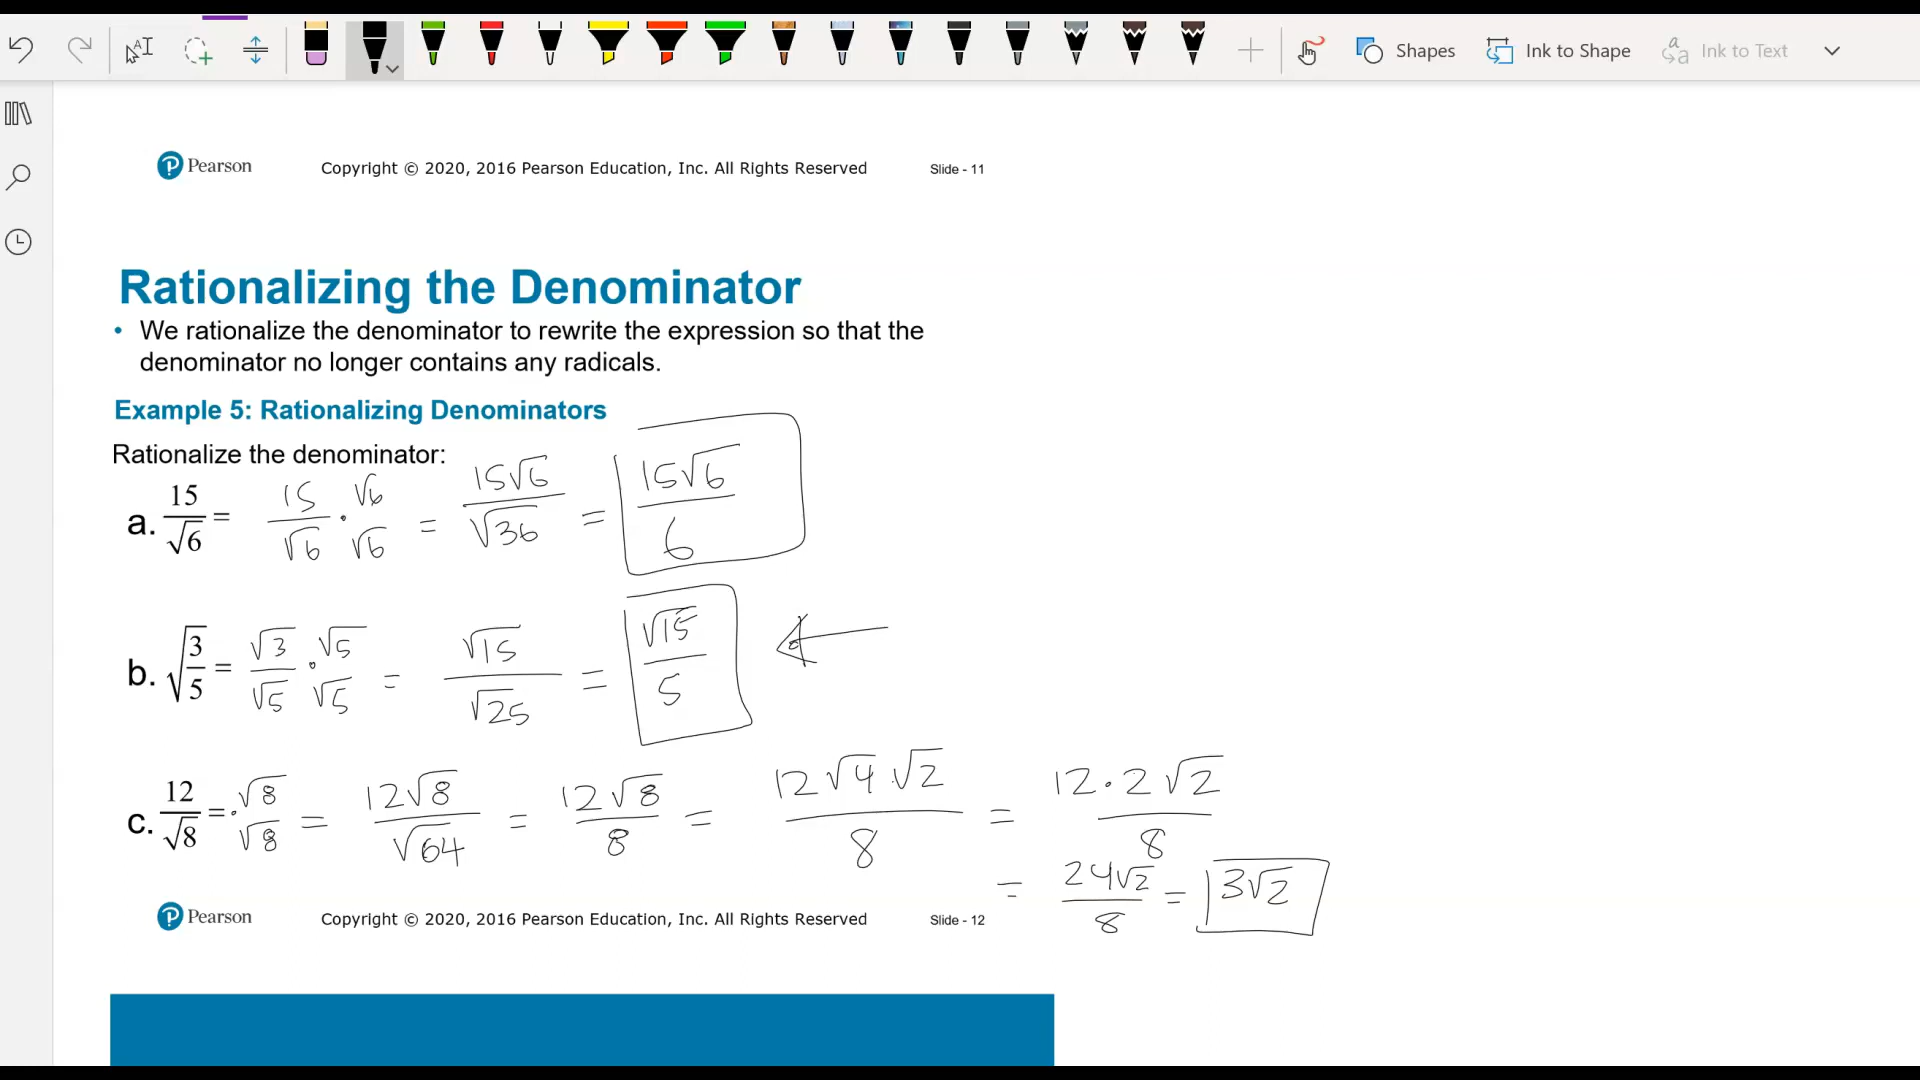 Shapes
Ink to Shape
Ink to Text
Pearson
Copyright © 2020, 2016 Pearson Education, Inc. All Rights Reserved
Slide - 11
Rationalizing the Denominator
• We rationalize the denominator to rewrite the expression so that the
denominator no longer contains any radicals.
Example 5: Rationalizing Denominators
Rationalize the denominator:
a. 15/√6 = 15/√6 · √6/√6 = 15√6/√36 = 15√6/6
b. √(3/5) = √3/√5 · √5/√5 = √15/√25 = √15/5
c. 12/√8 = · √8/√8 = 12√8/√64 = 12√8/8 = 12√4·√2/8 = 12·2√2/8
= 24√2/8 = 3√2
Pearson
Copyright © 2020, 2016 Pearson Education, Inc. All Rights Reserved
Slide - 12